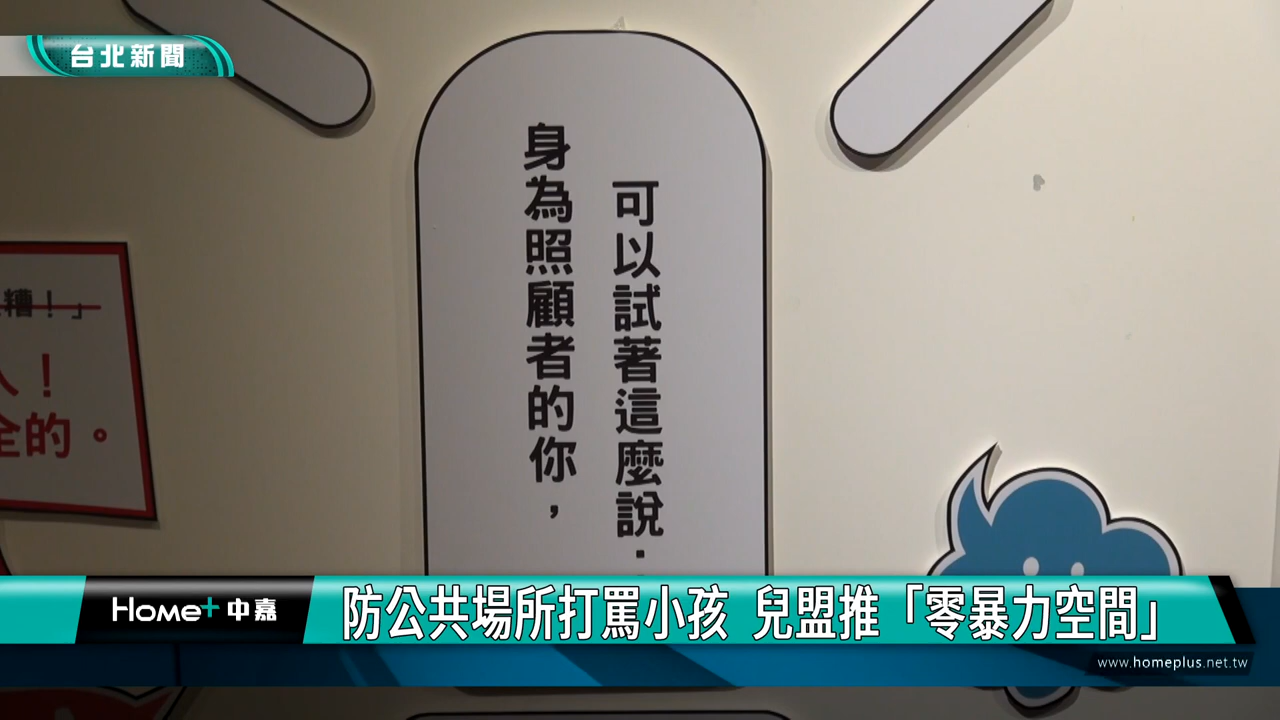 台北新聞
身為照顧者的你，
可以試著這麼說
糟！」
人！
全的。
Home+中嘉
防公共場所打罵小孩 兒盟推「零暴力空間」
www.homeplus.net.tw